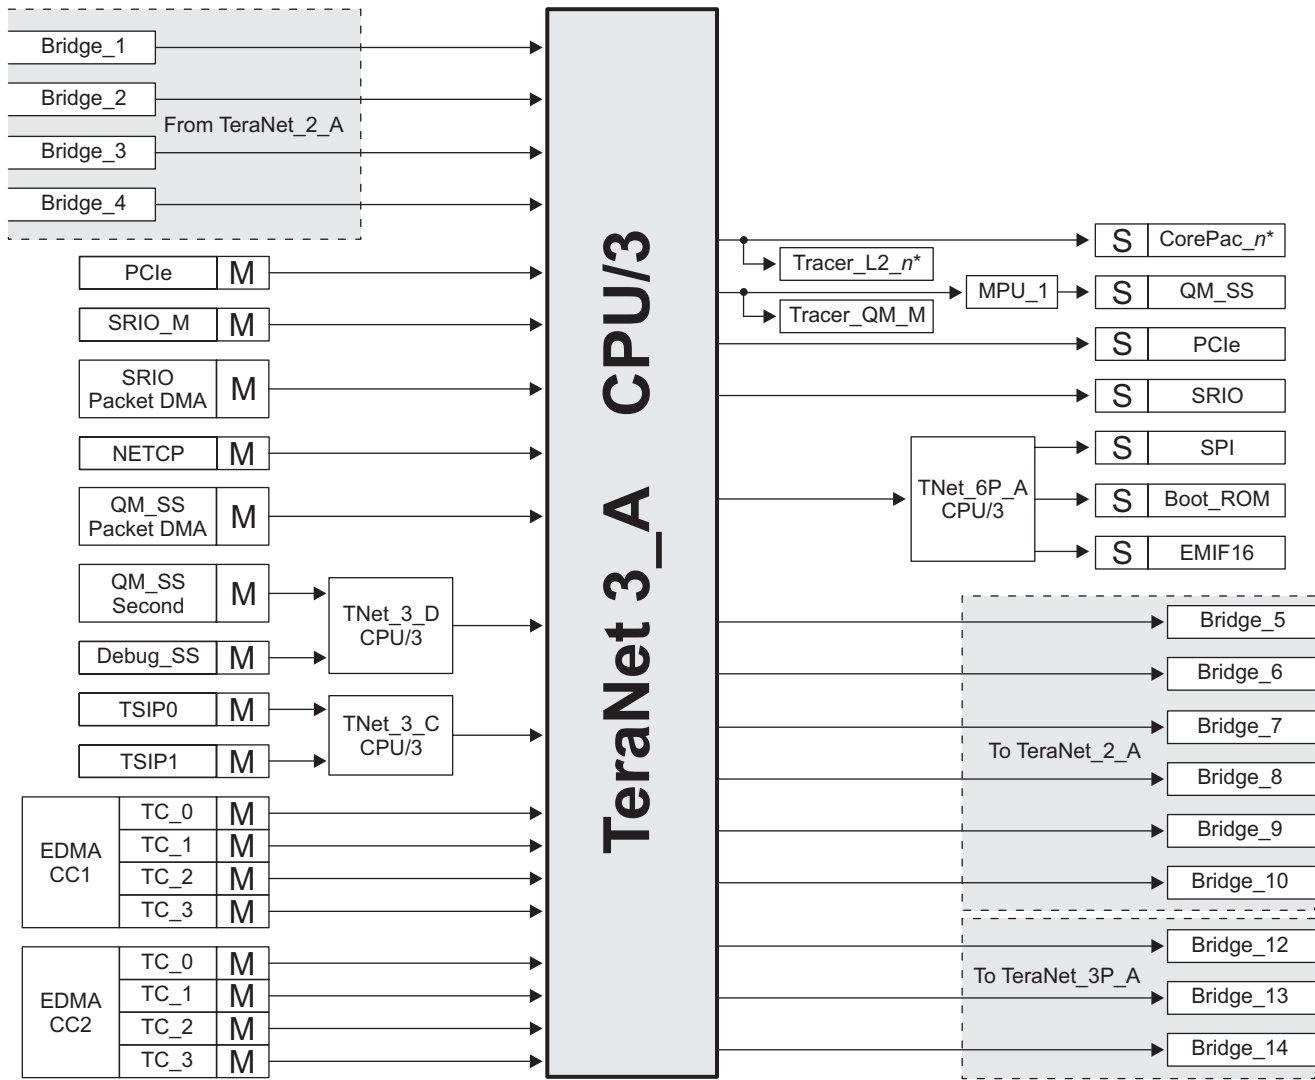 Bridge_1
Bridge_2
From TeraNet_2_A
Bridge_3
Bridge_4
PCIe M
SRIO_M M
SRIO
Packet DMA M
NETCP M
QM_SS
Packet DMA M
QM_SS
Second M
Debug_SS M
TNet_3_D
CPU/3
TSIP0 M
TSIP1 M
TNet_3_C
CPU/3
EDMA
CC1
TC_0 M
TC_1 M
TC_2 M
TC_3 M
EDMA
CC2
TC_0 M
TC_1 M
TC_2 M
TC_3 M
TeraNet 3_A CPU/3
S CorePac_n*
Tracer_L2_n*
MPU_1
S QM_SS
Tracer_QM_M
S PCIe
S SRIO
TNet_6P_A
CPU/3
S SPI
S Boot_ROM
S EMIF16
Bridge_5
Bridge_6
Bridge_7
To TeraNet_2_A
Bridge_8
Bridge_9
Bridge_10
Bridge_12
To TeraNet_3P_A
Bridge_13
Bridge_14